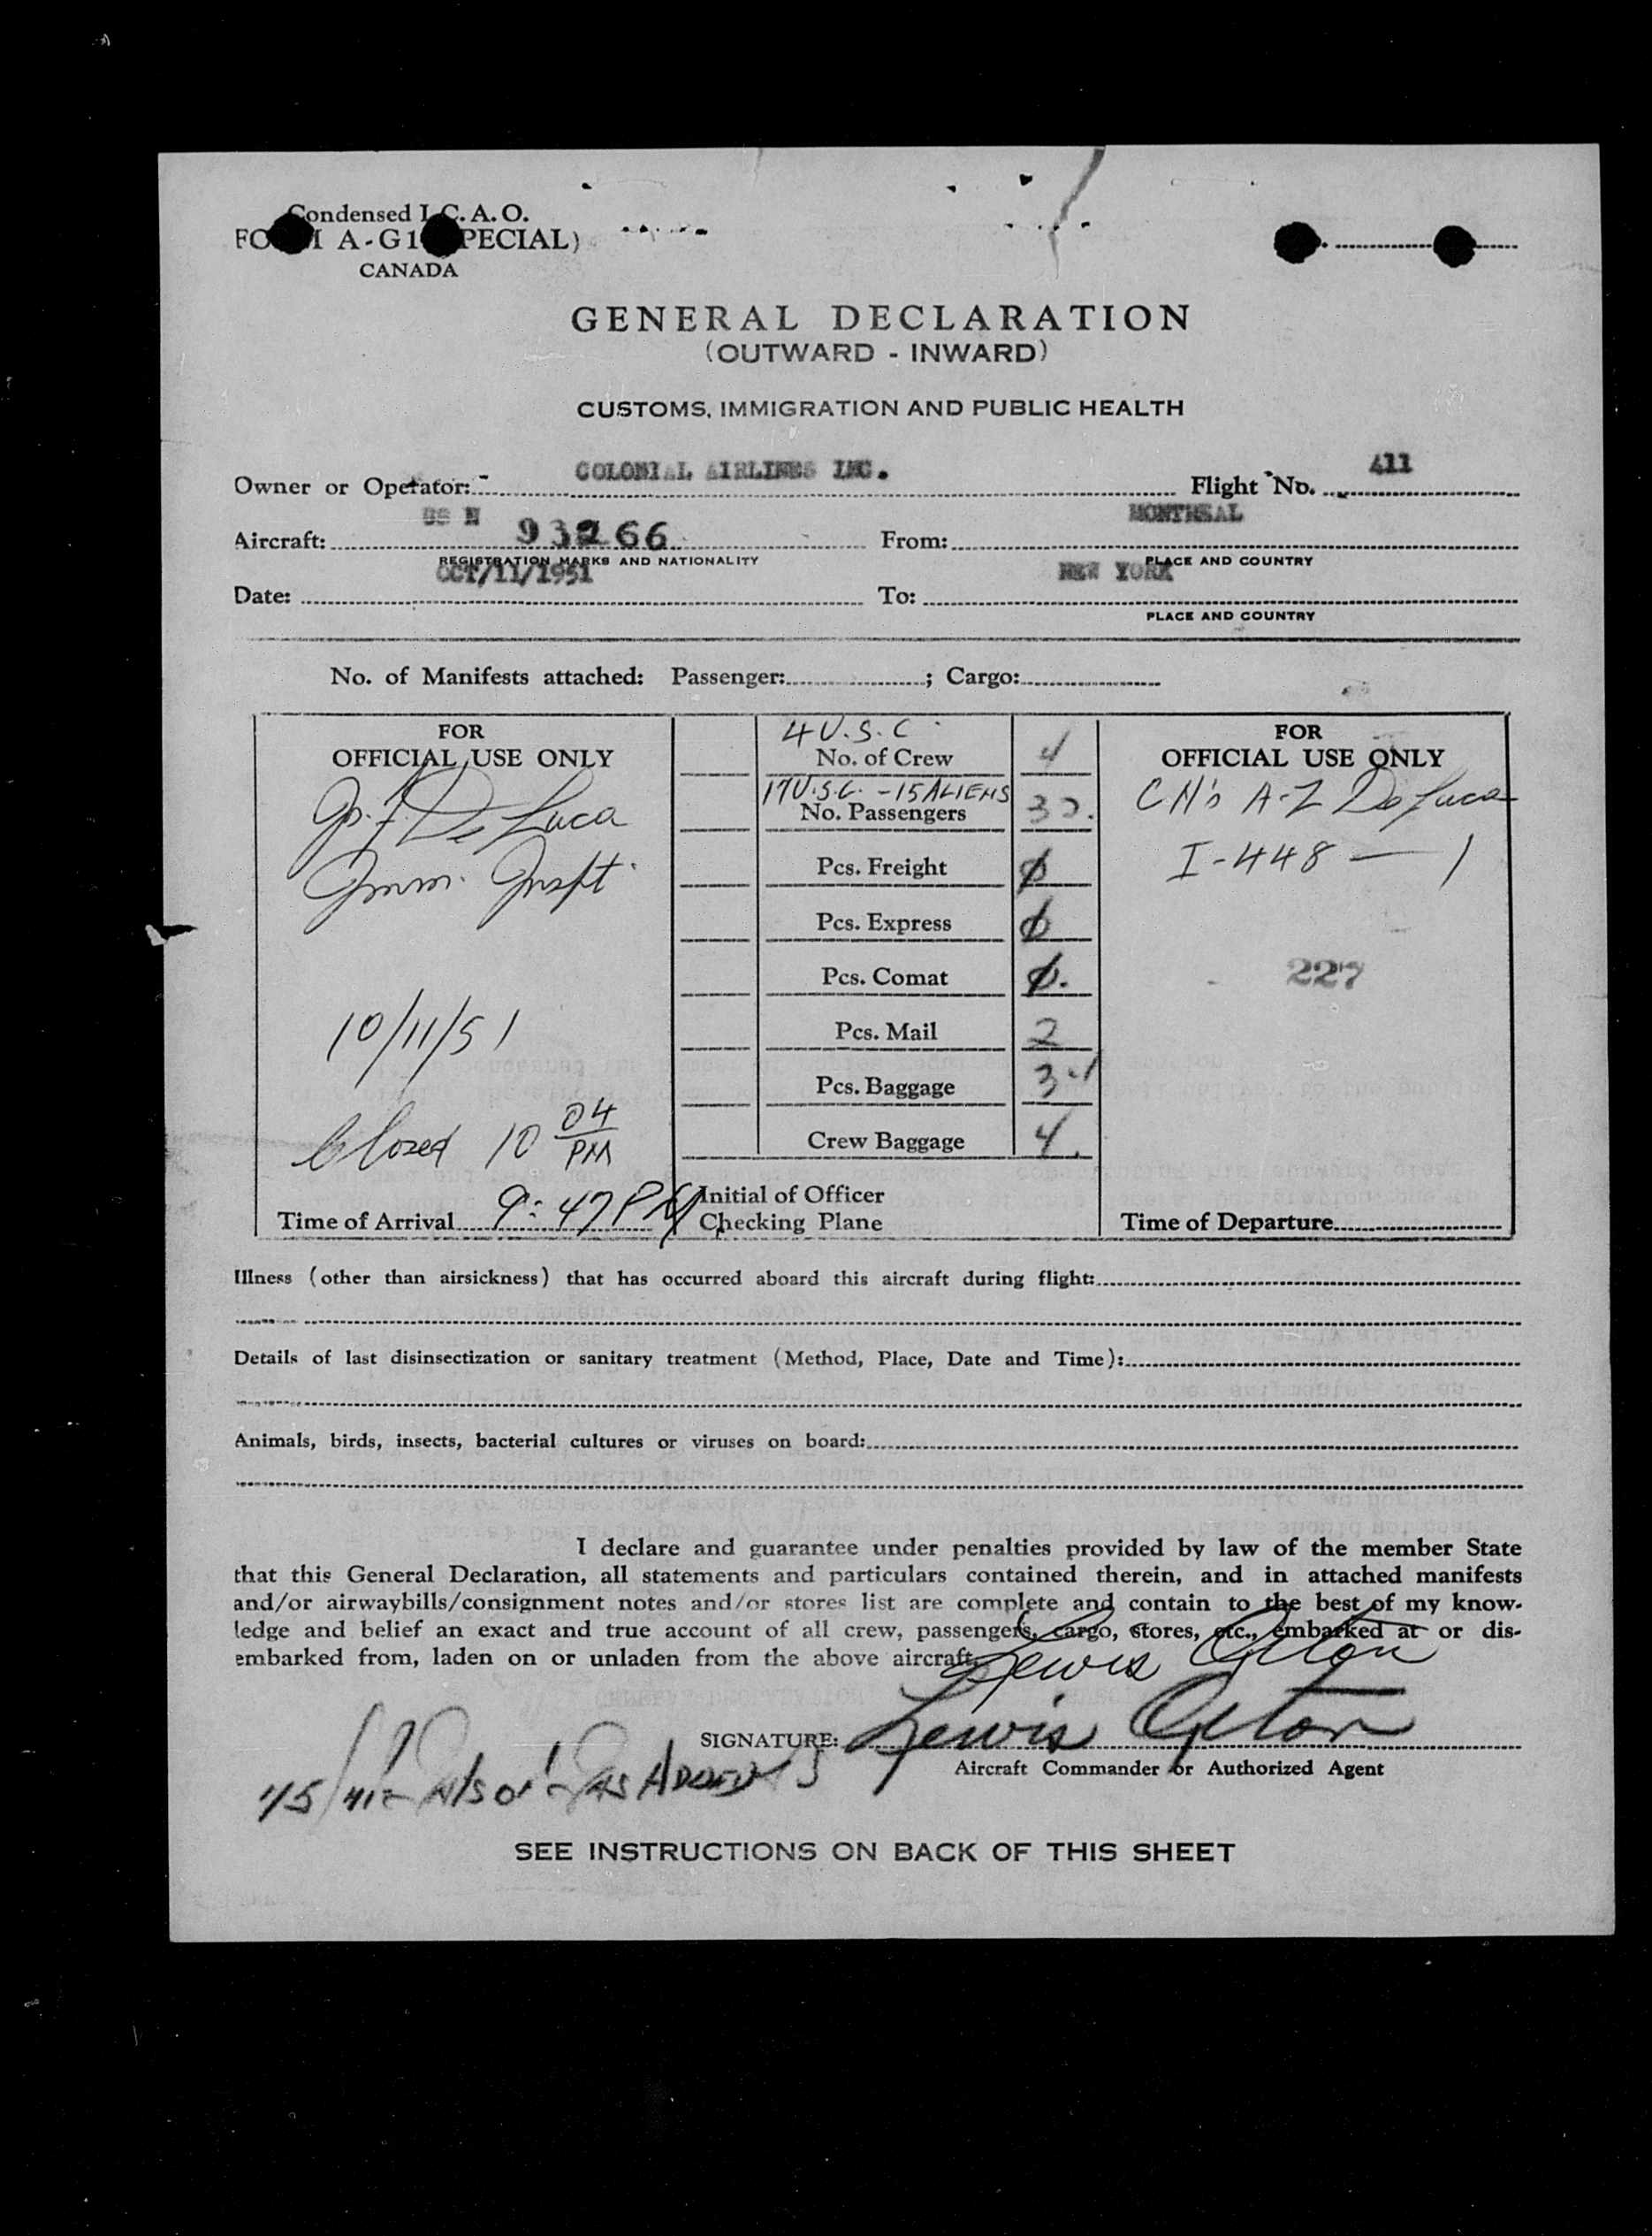 Condensed I.C.A.O.
FORM A-G1 (SPECIAL)
CANADA
GENERAL DECLARATION
(OUTWARD - INWARD)
CUSTOMS, IMMIGRATION AND PUBLIC HEALTH
Owner or Operator: COLONIAL AIRLINES INC. Flight No. 411
Aircraft: US N 93266 From: MONTREAL
REGISTRATION MARKS AND NATIONALITY PLACE AND COUNTRY
Date: OCT/11/1951 To: NEW YORK
PLACE AND COUNTRY
No. of Manifests attached: Passenger: ; Cargo:
FOR
OFFICIAL USE ONLY
De Luca
Imm. Inspt.
10/11/51
Closed 10 04 PM
Time of Arrival 9:47 PM
4 U.S.C
No. of Crew 4
17 U.S.C. - 15 ALIENS
No. Passengers
Pcs. Freight ∅
Pcs. Express ∅
Pcs. Comat ∅.
Pcs. Mail 2
Pcs. Baggage
Crew Baggage 4
Initial of Officer
Checking Plane
FOR
OFFICIAL USE ONLY
A-Z De Luca
I-448 — 1
227
Time of Departure
Illness (other than airsickness) that has occurred aboard this aircraft during flight:
Details of last disinsectization or sanitary treatment (Method, Place, Date and Time):
Animals, birds, insects, bacterial cultures or viruses on board:
I declare and guarantee under penalties provided by law of the member State
that this General Declaration, all statements and particulars contained therein, and in attached manifests
and/or airwaybills/consignment notes and/or stores list are complete and contain to the best of my know-
ledge and belief an exact and true account of all crew, passengers, cargo, stores, etc., embarked at or dis-
embarked from, laden on or unladen from the above aircraft.
Lewis
SIGNATURE: Lewis
Aircraft Commander or Authorized Agent
SEE INSTRUCTIONS ON BACK OF THIS SHEET